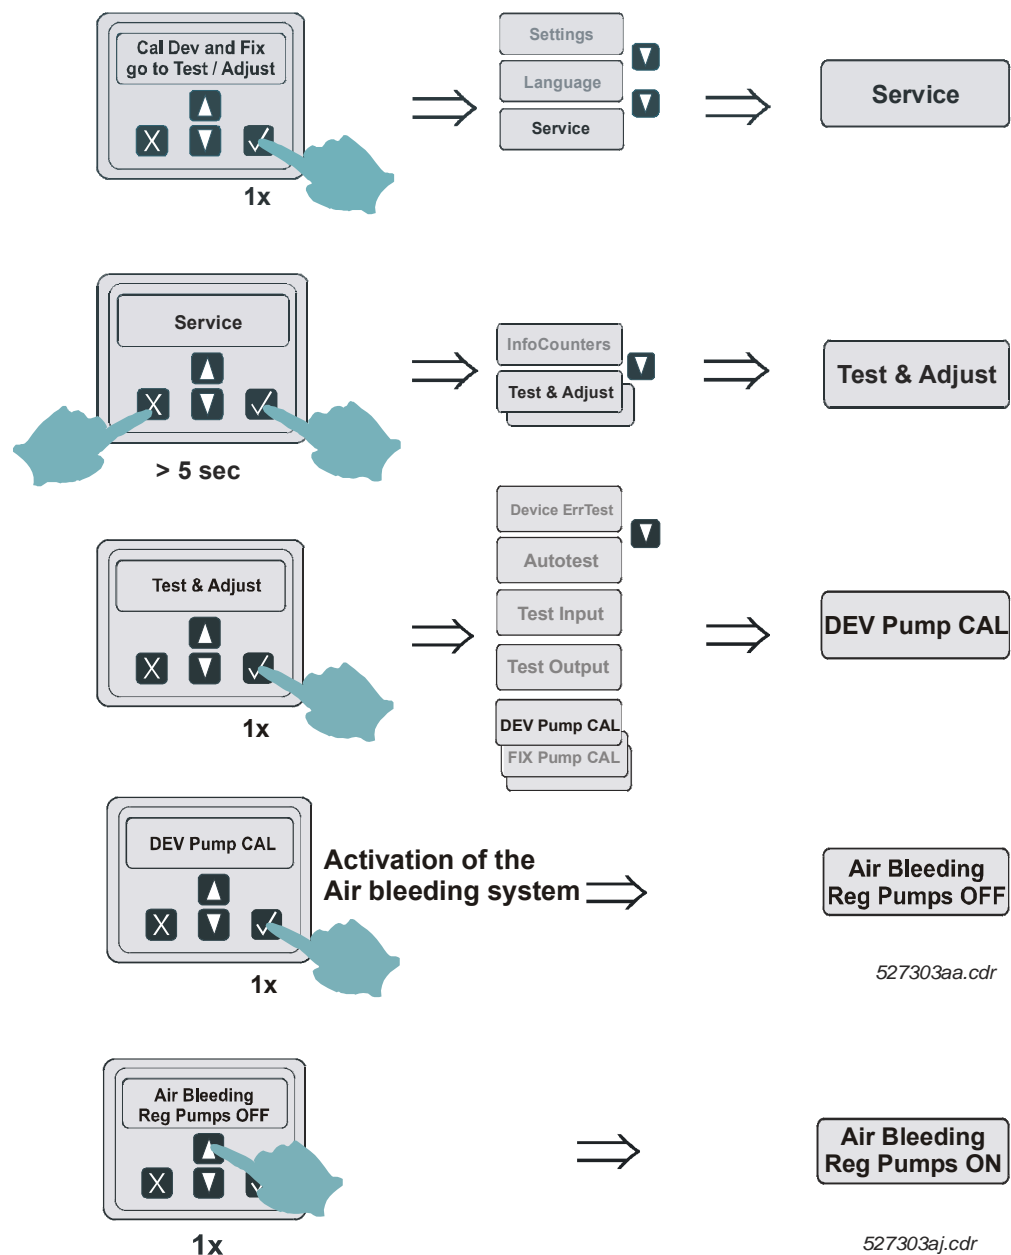 Cal Dev and Fix
go to Test / Adjust
X
1x
Settings
Language
Service
Service
Service
X
> 5 sec
InfoCounters
Test & Adjust
Test & Adjust
Test & Adjust
X
1x
Device ErrTest
Autotest
Test Input
Test Output
DEV Pump CAL
FIX Pump CAL
DEV Pump CAL
DEV Pump CAL
X
1x
Activation of the
Air bleeding system
Air Bleeding
Reg Pumps OFF
527303aa.cdr
Air Bleeding
Reg Pumps OFF
X
1x
Air Bleeding
Reg Pumps ON
527303aj.cdr